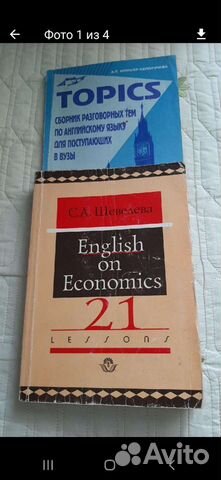 Фото 1 из 4
TOPICS
СБОРНИК РАЗГОВОРНЫХ ТЕМ
ПО АНГЛИЙСКОМУ ЯЗЫКУ
ДЛЯ ПОСТУПАЮЩИХ
В ВУЗЫ
С.А. Шевелева
English
on
Economics
21
LESSONS
Avito